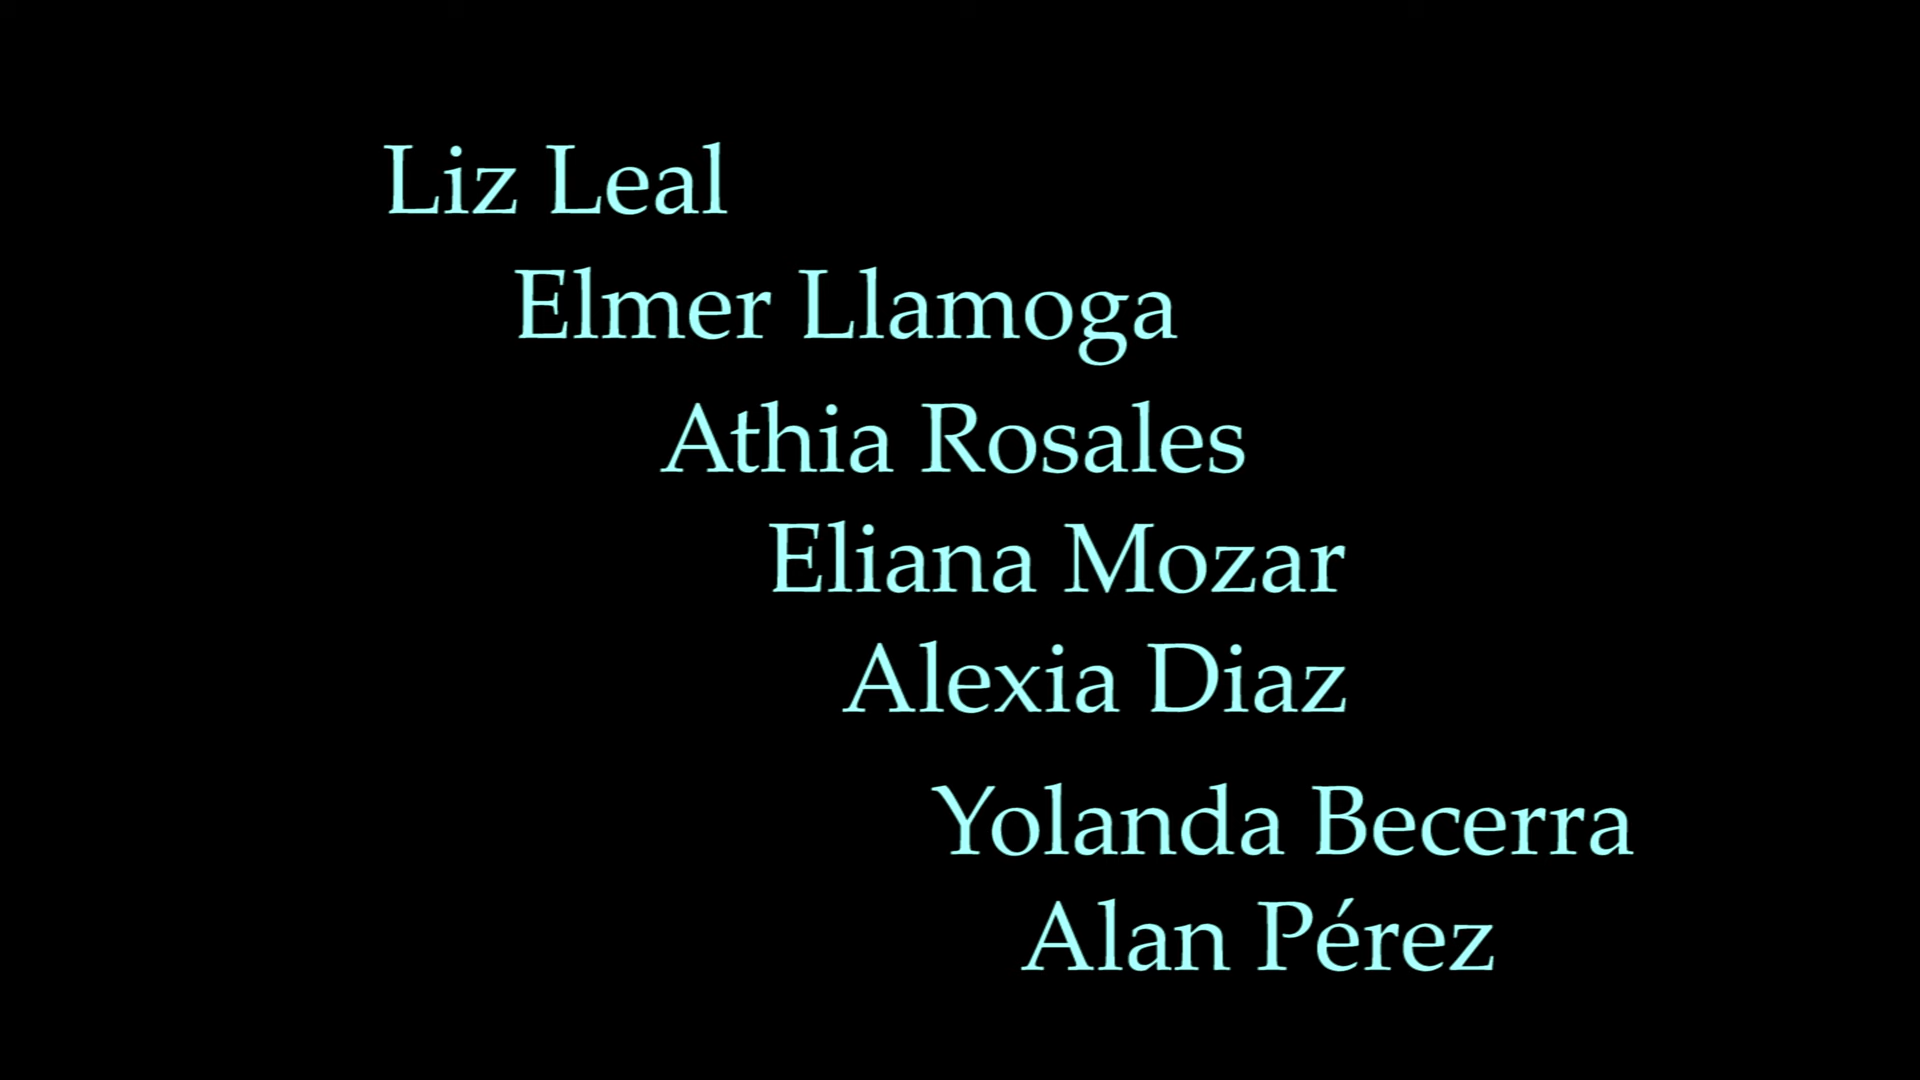 Liz Leal
Elmer Llamoga
Athia Rosales
Eliana Mozar
Alexia Diaz
Yolanda Becerra
Alan Pérez